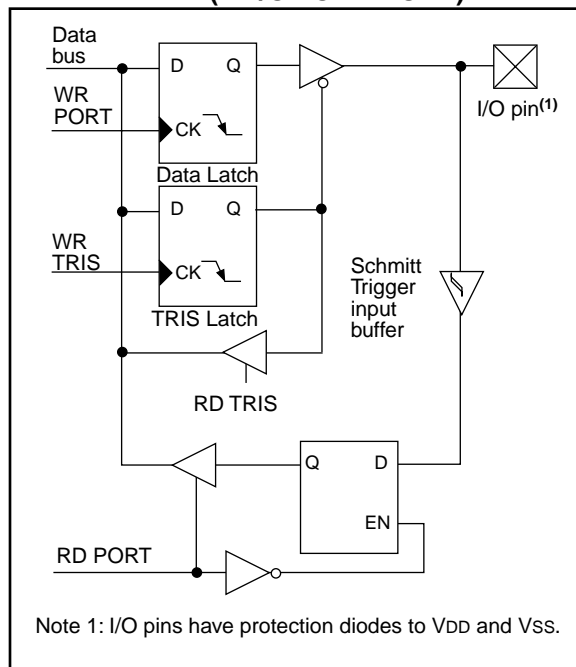 Data
bus
D
Q
WR
PORT
CK
I/O pin(1)
Data Latch
D
Q
WR
TRIS
CK
Schmitt
Trigger
input
buffer
TRIS Latch
RD TRIS
Q
D
EN
RD PORT
Note 1: I/O pins have protection diodes to VDD and VSS.